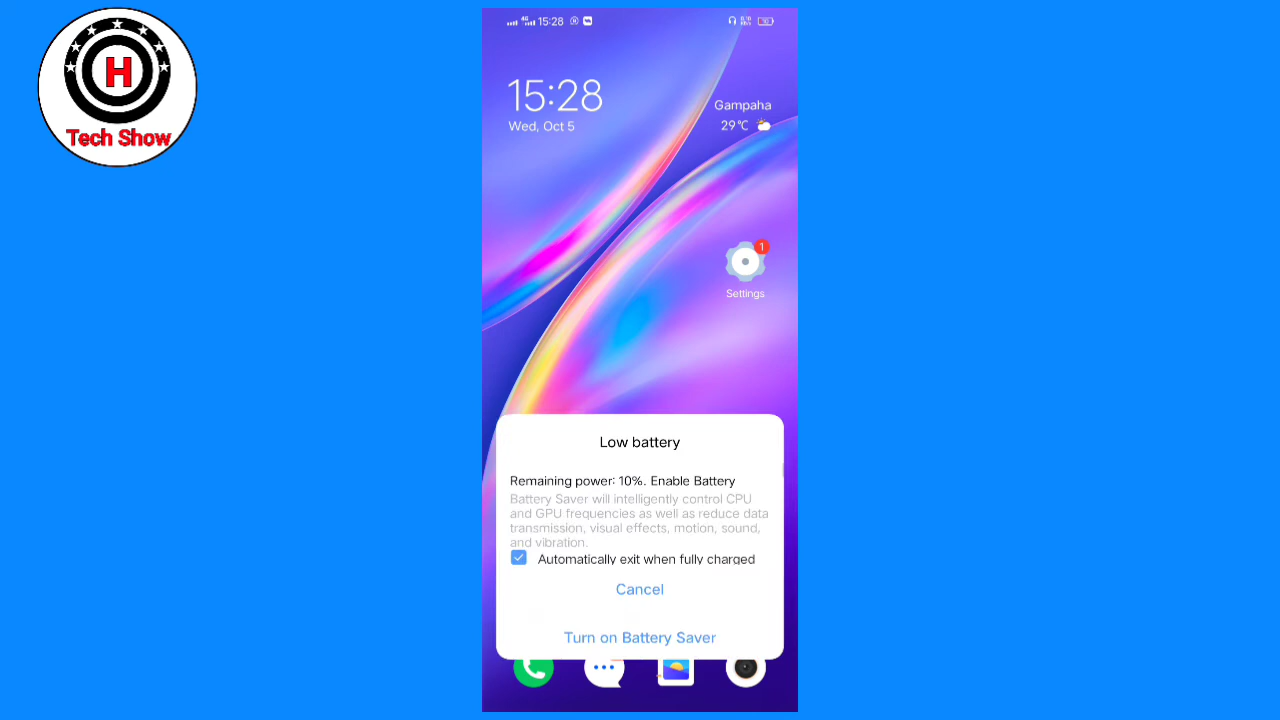 H
Tech Show
4G 15:28
15:28
Wed, Oct 5
Gampaha
29℃
1
Settings
Low battery
Remaining power: 10%. Enable Battery
Battery Saver will intelligently control CPU
and GPU frequencies as well as reduce data
transmission, visual effects, motion, sound,
and vibration.
Automatically exit when fully charged
Cancel
Turn on Battery Saver